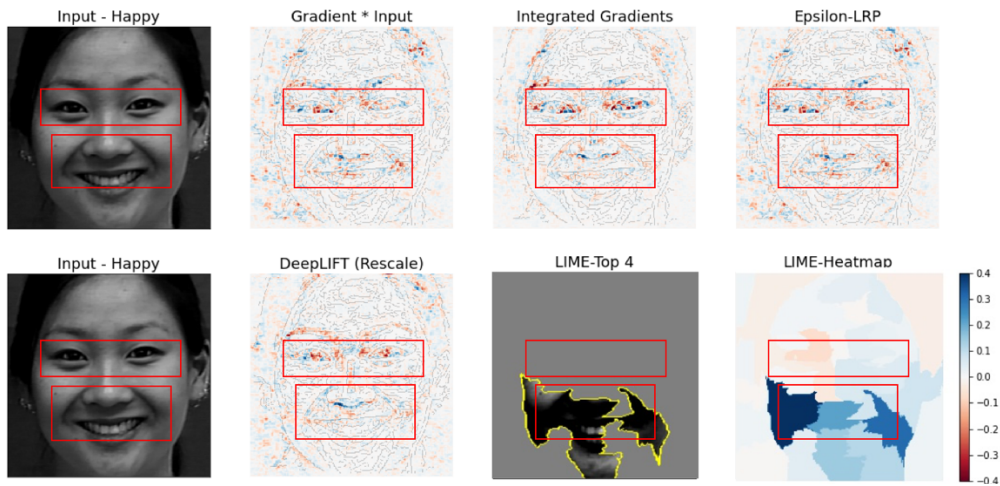 Input - Happy
Gradient * Input
Integrated Gradients
Epsilon-LRP
Input - Happy
DeepLIFT (Rescale)
LIME-Top 4
LIME-Heatmap
0.4
0.3
0.2
0.1
0.0
−0.1
−0.2
−0.3
−0.4